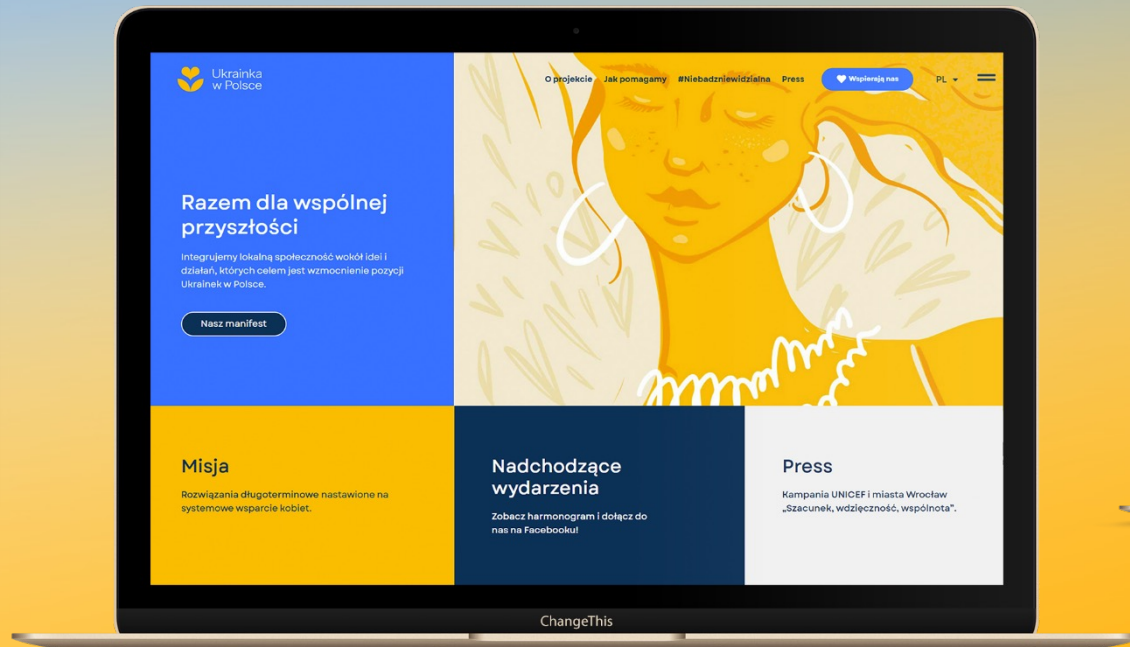 Ukrainka
w Polsce
O projekcie Jak pomagamy #Niebadzniewidzialna Press Wspierają nas PL
Razem dla wspólnej
przyszłości
Integrujemy lokalną społeczność wokół idei i
działań, których celem jest wzmocnienie pozycji
Ukrainek w Polsce.
Nasz manifest
Misja
Rozwiązania długoterminowe nastawione na
systemowe wsparcie kobiet.
Nadchodzące
wydarzenia
Zobacz harmonogram i dołącz do
nas na Facebooku!
Press
Kampania UNICEF i miasta Wrocław
„Szacunek, wdzięczność, wspólnota”.
ChangeThis